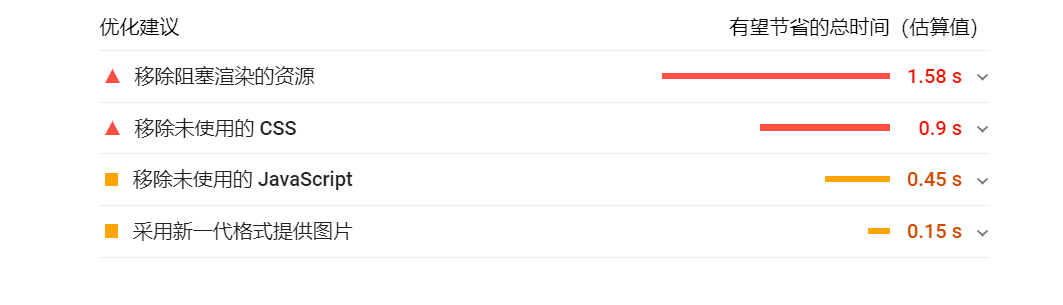 优化建议 有望节省的总时间（估算值）
移除阻塞渲染的资源 1.58 s
移除未使用的 CSS 0.9 s
移除未使用的 JavaScript 0.45 s
采用新一代格式提供图片 0.15 s